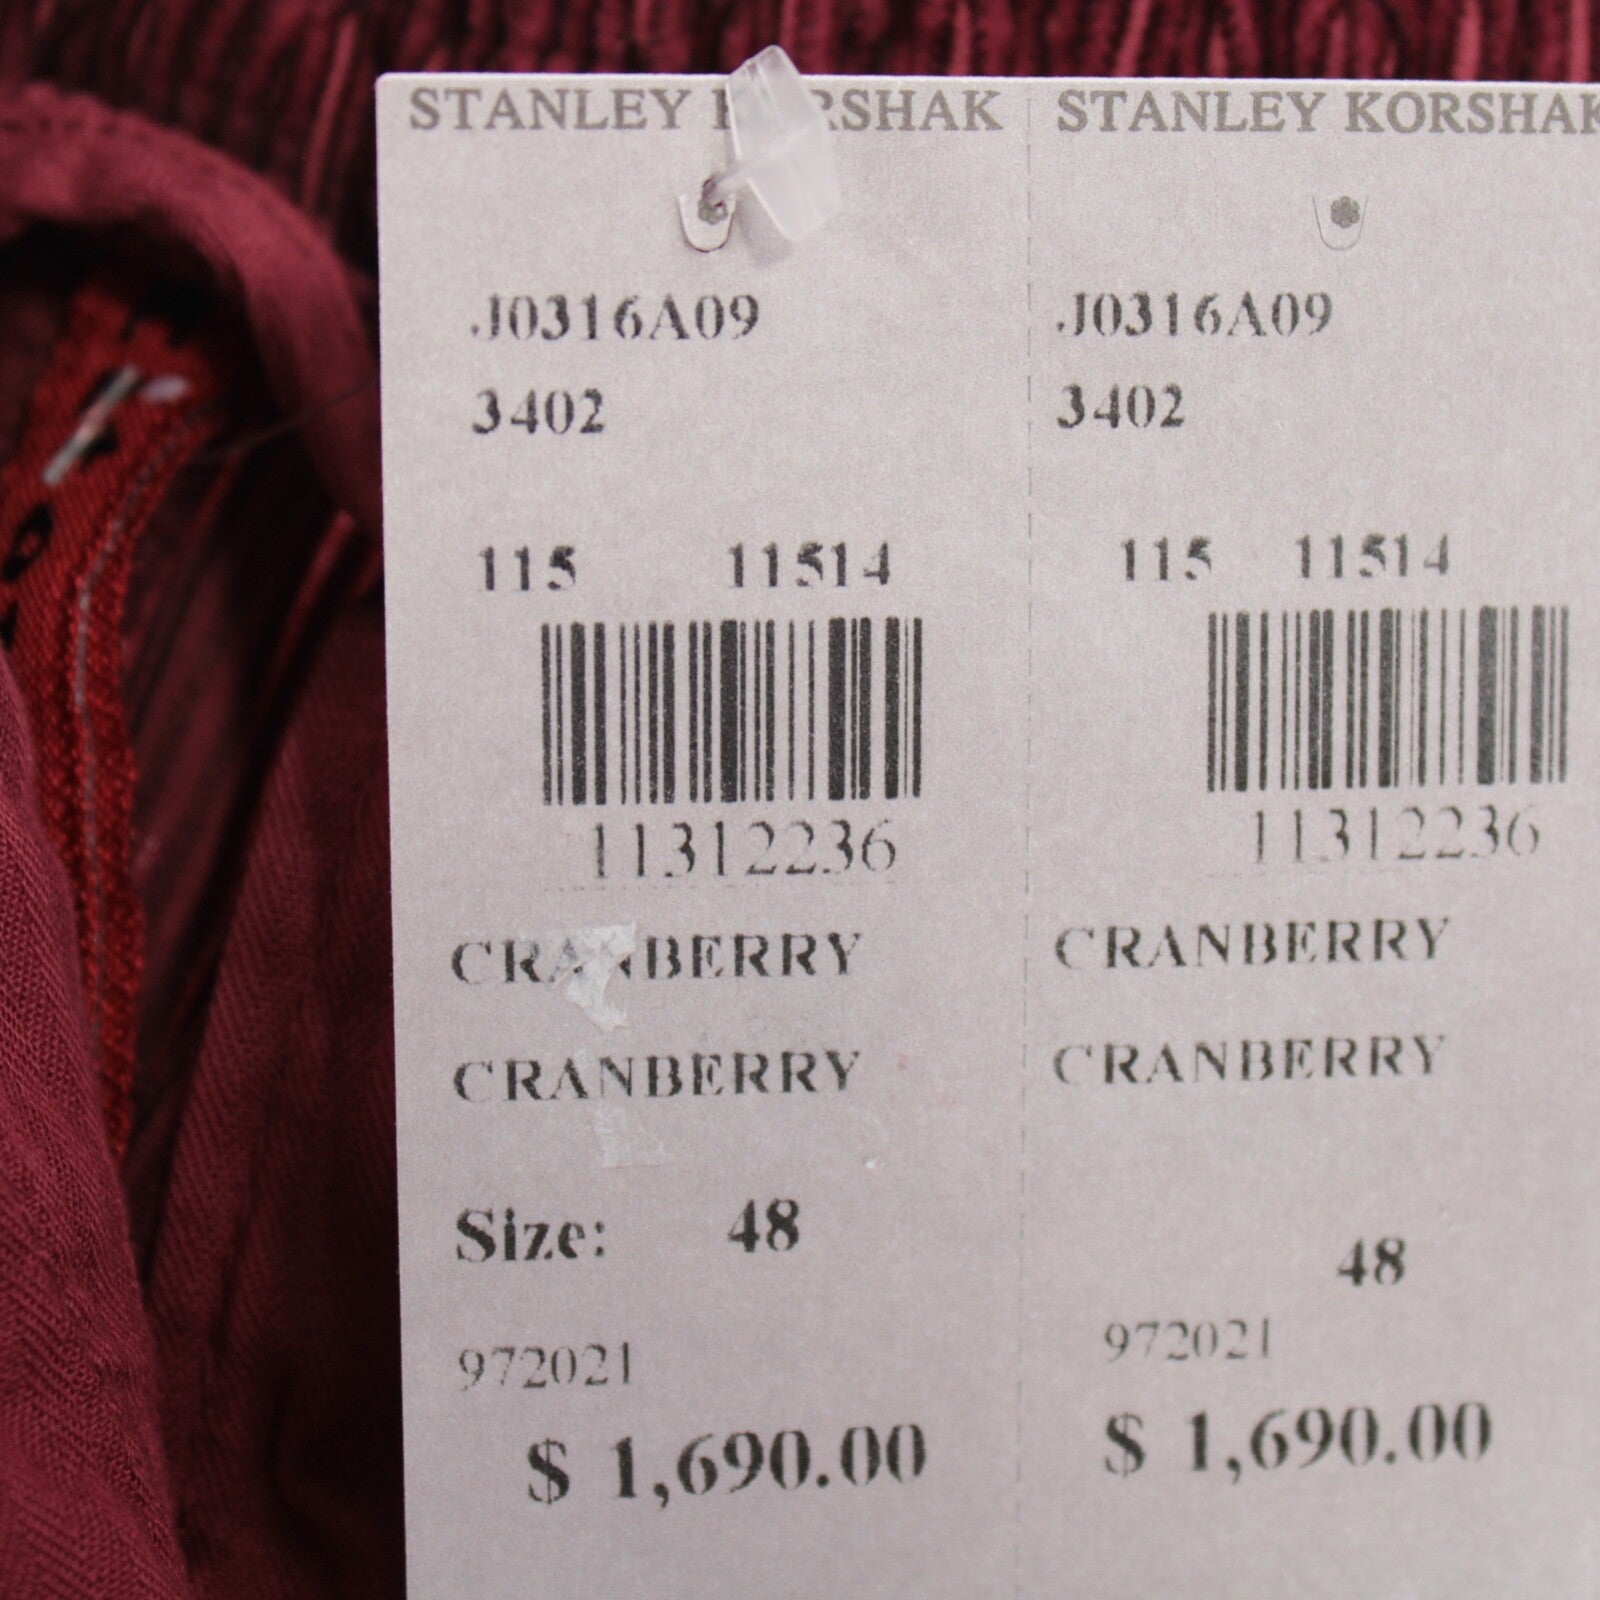 STANLEY KORSHAK
J0316A09
3402
115 11514
11312236
CRANBERRY
CRANBERRY
Size: 48
972021
$ 1,690.00
STANLEY KORSHAK
J0316A09
3402
115 11514
11312236
CRANBERRY
CRANBERRY
48
972021
$ 1,690.00